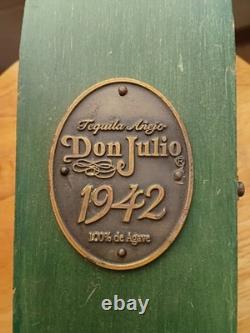 Tequila Añejo
Don Julio®
1942
100% de Agave
ebay